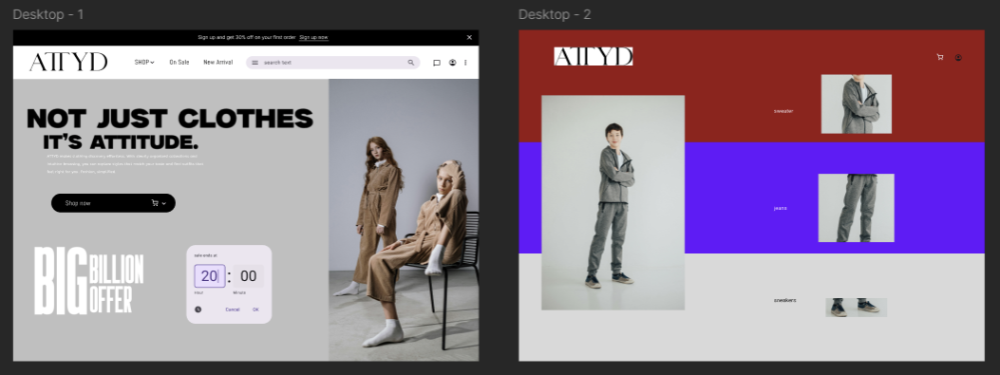 Desktop - 1
Sign up and get 30% off on your first order  Sign up now
ATTYD
SHOP
On Sale
New Arrival
search text
NOT JUST CLOTHES
IT'S ATTITUDE.
Shop now
BIG BILLION OFFER
sale ends at
20 : 00
Hour
Minute
Cancel
OK
Desktop - 2
ATTYD
sweater
jeans
sneakers